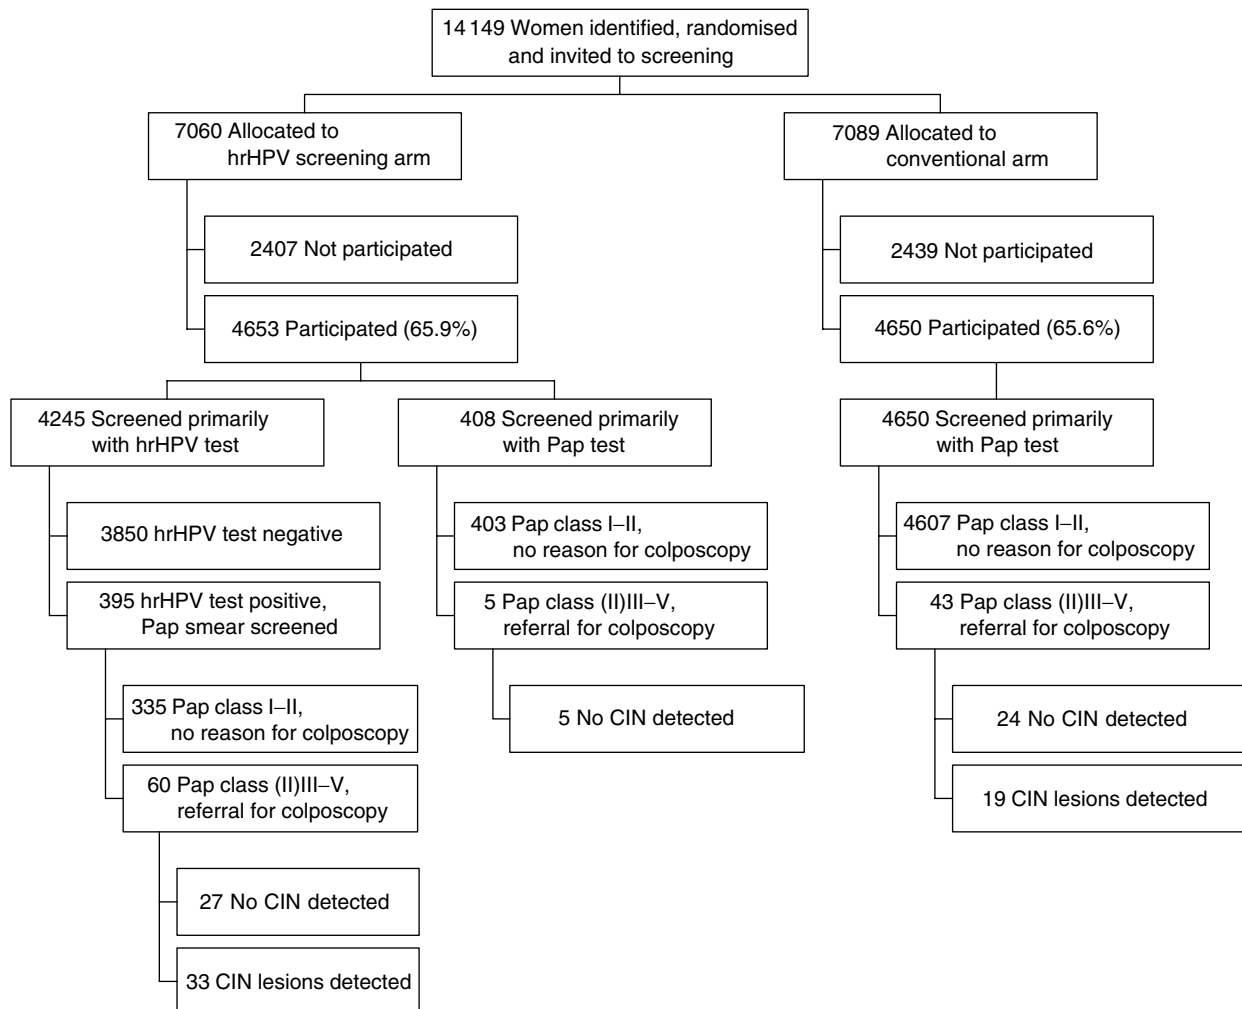 14 149 Women identified, randomised
and invited to screening
7060 Allocated to
hrHPV screening arm
7089 Allocated to
conventional arm
2407 Not participated
2439 Not participated
4653 Participated (65.9%)
4650 Participated (65.6%)
4245 Screened primarily
with hrHPV test
408 Screened primarily
with Pap test
4650 Screened primarily
with Pap test
3850 hrHPV test negative
403 Pap class I–II,
no reason for colposcopy
4607 Pap class I–II,
no reason for colposcopy
395 hrHPV test positive,
Pap smear screened
5 Pap class (II)III–V,
referral for colposcopy
43 Pap class (II)III–V,
referral for colposcopy
335 Pap class I–II,
no reason for colposcopy
5 No CIN detected
24 No CIN detected
60 Pap class (II)III–V,
referral for colposcopy
19 CIN lesions detected
27 No CIN detected
33 CIN lesions detected